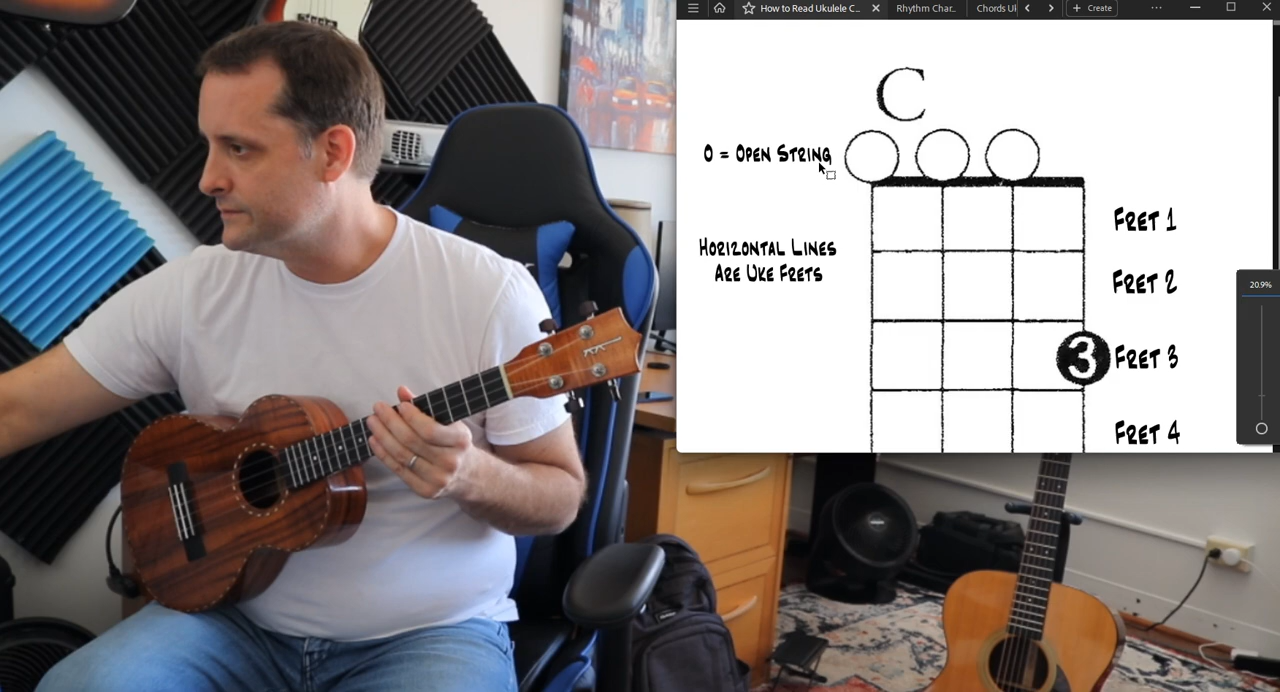 How to Read Ukulele C...
Rhythm Char...
Chords Ul
Create
C
O = OPEN STRING
FRET 1
HORIZONTAL LINES
ARE UKE FRETS
FRET 2
20.9%
3
FRET 3
FRET 4